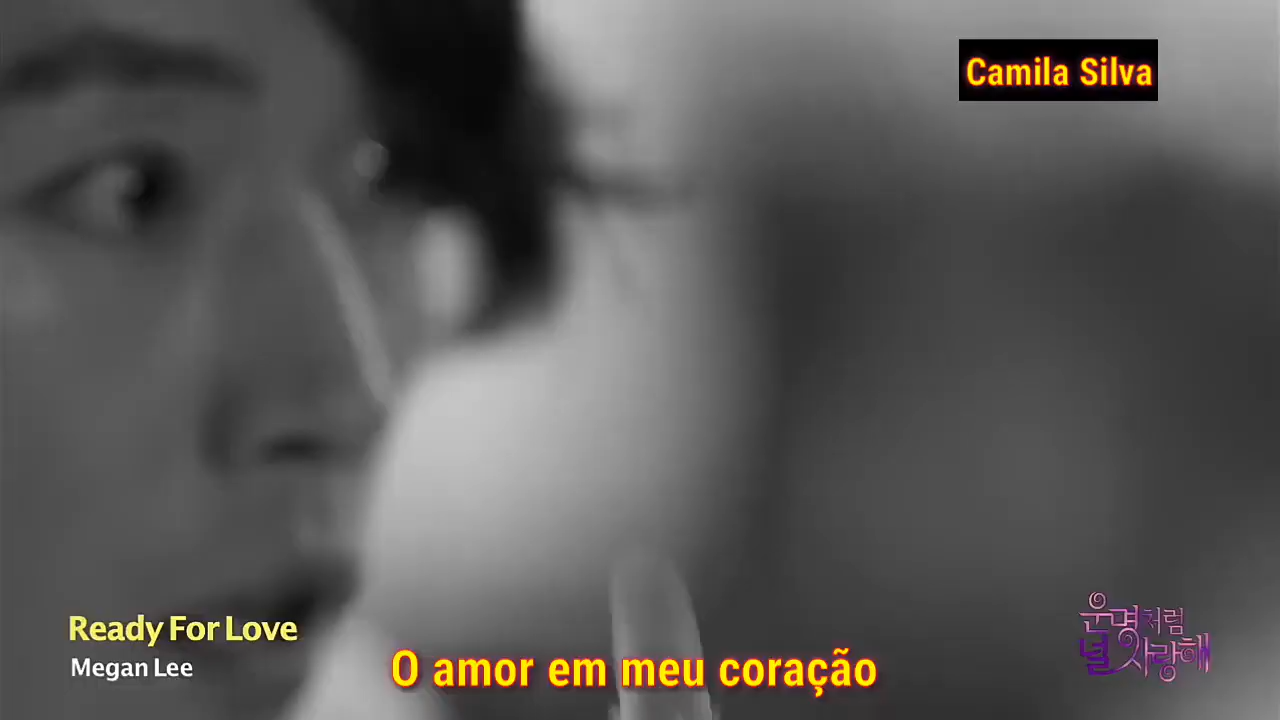 Camila Silva
Ready For Love
Megan Lee
O amor em meu coração
운명처럼
널 사랑해